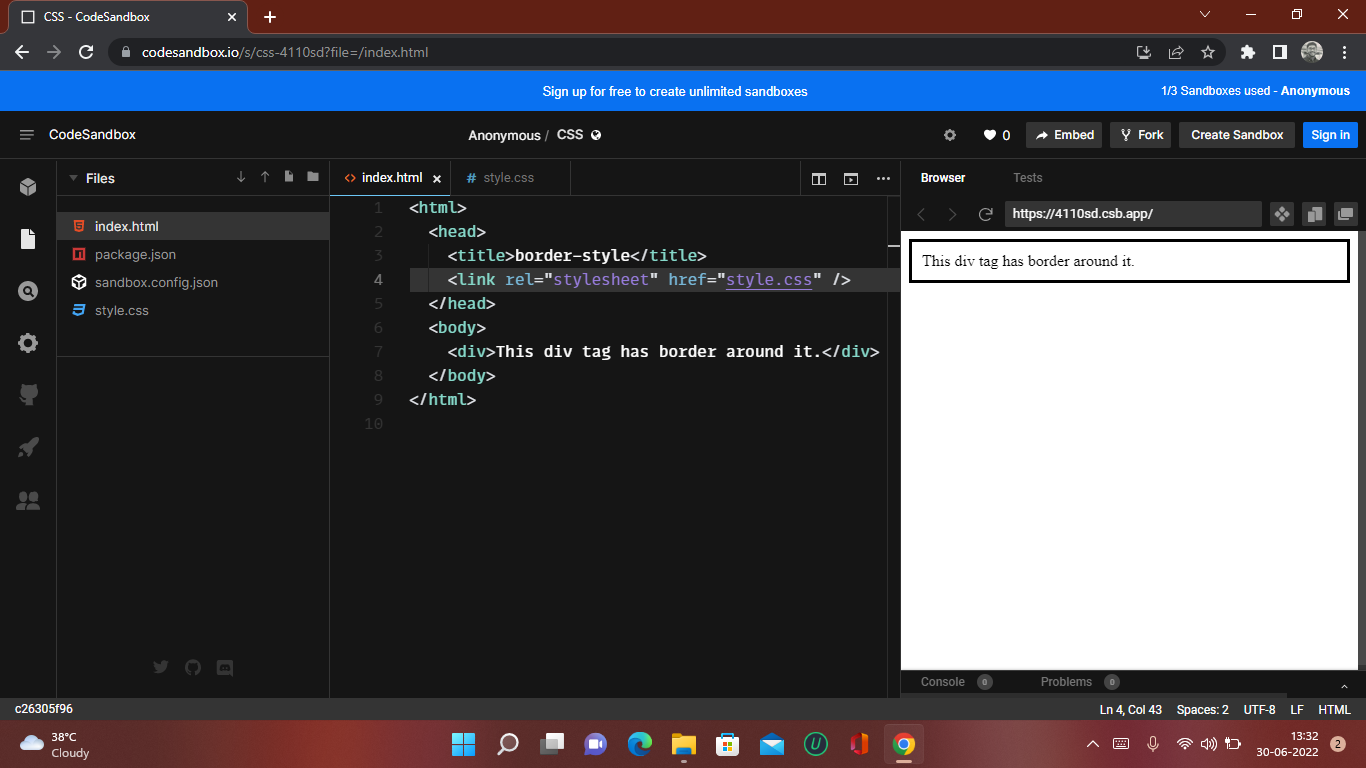 CSS - CodeSandbox
codesandbox.io/s/css-4110sd?file=/index.html
Sign up for free to create unlimited sandboxes
1/3 Sandboxes used - Anonymous
CodeSandbox
Anonymous / CSS
0
Embed
Fork
Create Sandbox
Sign in
Files
index.html
package.json
sandbox.config.json
style.css
<> index.html
# style.css
1 <html>
2 <head>
3 <title>border-style</title>
4 <link rel="stylesheet" href="style.css" />
5 </head>
6 <body>
7 <div>This div tag has border around it.</div>
8 </body>
9 </html>
10
Browser
Tests
https://4110sd.csb.app/
This div tag has border around it.
Console 0
Problems 0
c26305f96
Ln 4, Col 43 Spaces: 2 UTF-8 LF HTML
38°C
Cloudy
13:32
30-06-2022
2